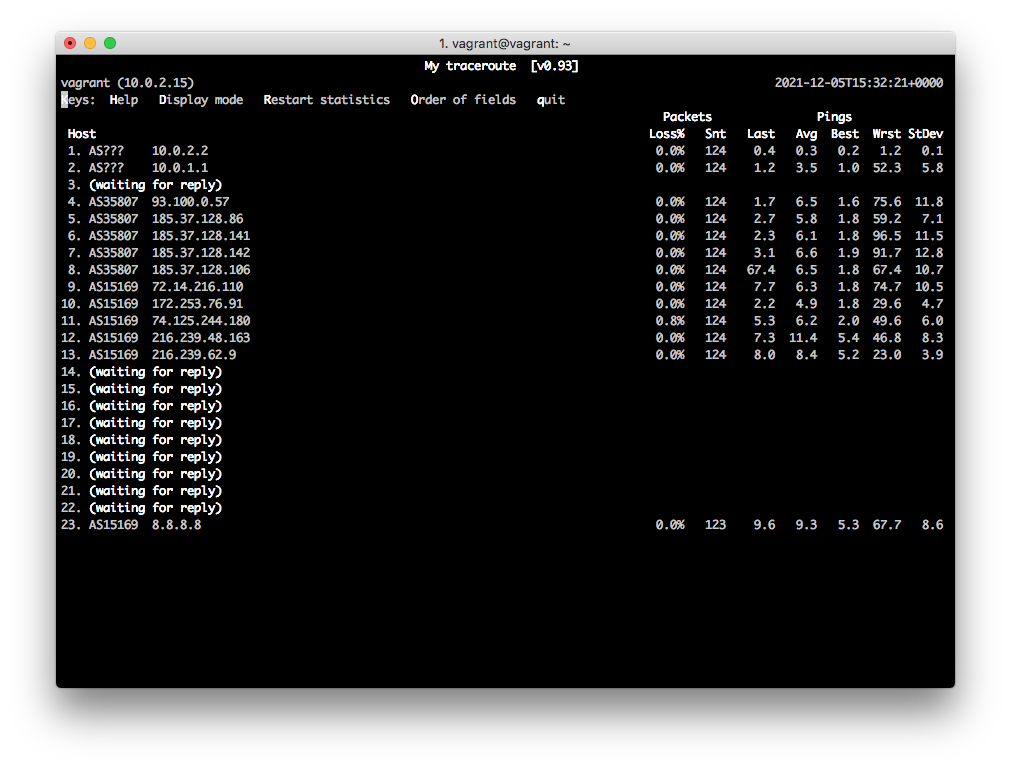 1. vagrant@vagrant: ~
My traceroute  [v0.93]
vagrant (10.0.2.15)                                2021-12-05T15:32:21+0000
Keys:  Help   Display mode   Restart statistics   Order of fields   quit
Packets               Pings
Host                  Loss%   Snt   Last   Avg  Best  Wrst StDev
1. AS???    10.0.2.2    0.0%   124    0.4   0.3   0.2   1.2   0.1
2. AS???    10.0.1.1    0.0%   124    1.2   3.5   1.0  52.3   5.8
3. (waiting for reply)
4. AS35807  93.100.0.57    0.0%   124    1.7   6.5   1.6  75.6  11.8
5. AS35807  185.37.128.86    0.0%   124    2.7   5.8   1.8  59.2   7.1
6. AS35807  185.37.128.141    0.0%   124    2.3   6.1   1.8  96.5  11.5
7. AS35807  185.37.128.142    0.0%   124    3.1   6.6   1.9  91.7  12.8
8. AS35807  185.37.128.106    0.0%   124   67.4   6.5   1.8  67.4  10.7
9. AS15169  72.14.216.110    0.0%   124    7.7   6.3   1.8  74.7  10.5
10. AS15169  172.253.76.91    0.0%   124    2.2   4.9   1.8  29.6   4.7
11. AS15169  74.125.244.180    0.8%   124    5.3   6.2   2.0  49.6   6.0
12. AS15169  216.239.48.163    0.0%   124    7.3  11.4   5.4  46.8   8.3
13. AS15169  216.239.62.9    0.0%   124    8.0   8.4   5.2  23.0   3.9
14. (waiting for reply)
15. (waiting for reply)
16. (waiting for reply)
17. (waiting for reply)
18. (waiting for reply)
19. (waiting for reply)
20. (waiting for reply)
21. (waiting for reply)
22. (waiting for reply)
23. AS15169  8.8.8.8    0.0%   123    9.6   9.3   5.3  67.7   8.6